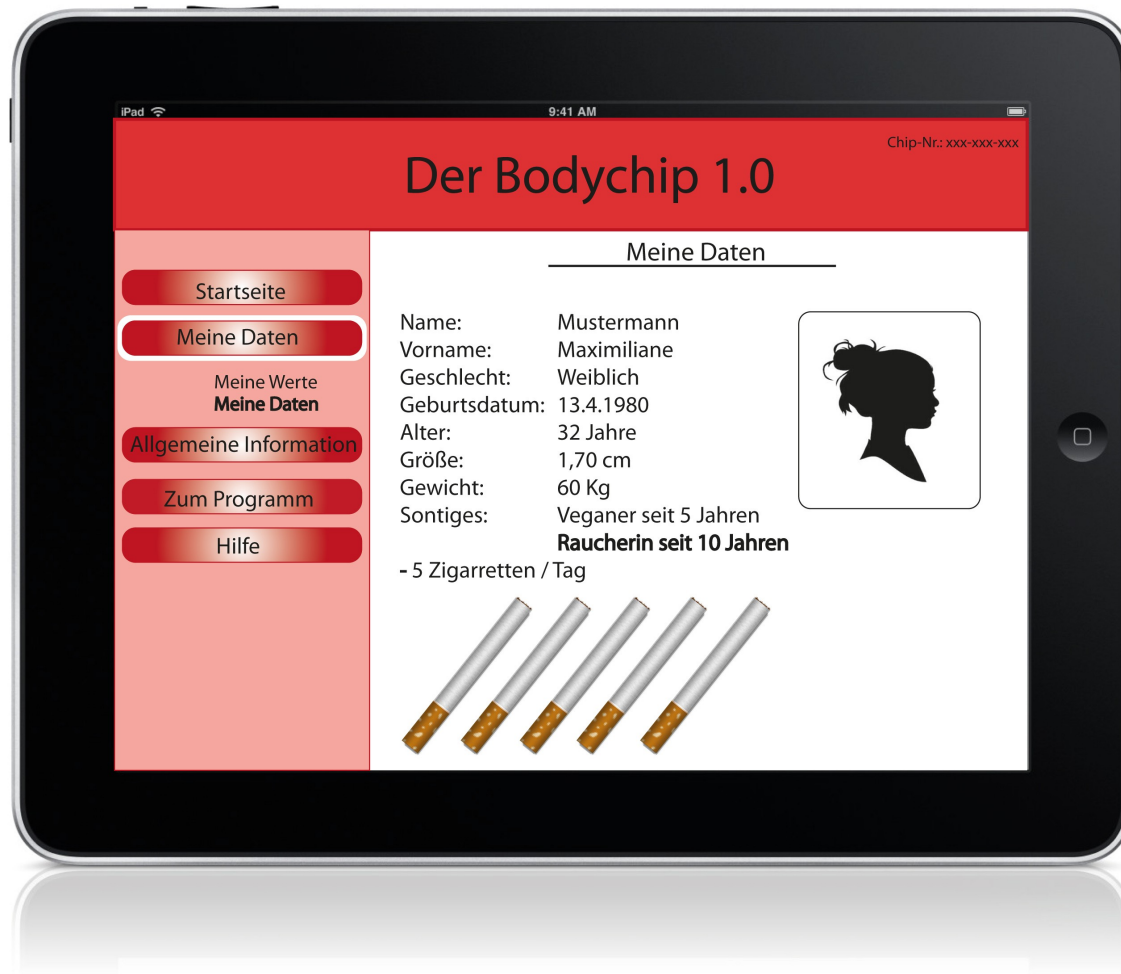 iPad
9:41 AM
Chip-Nr.: xxx-xxx-xxx
Der Bodychip 1.0
Startseite
Meine Daten
Meine Werte
Meine Daten
Allgemeine Information
Zum Programm
Hilfe
Meine Daten
Name: Mustermann
Vorname: Maximiliane
Geschlecht: Weiblich
Geburtsdatum: 13.4.1980
Alter: 32 Jahre
Größe: 1,70 cm
Gewicht: 60 Kg
Sontiges: Veganer seit 5 Jahren
Raucherin seit 10 Jahren
- 5 Zigarretten / Tag